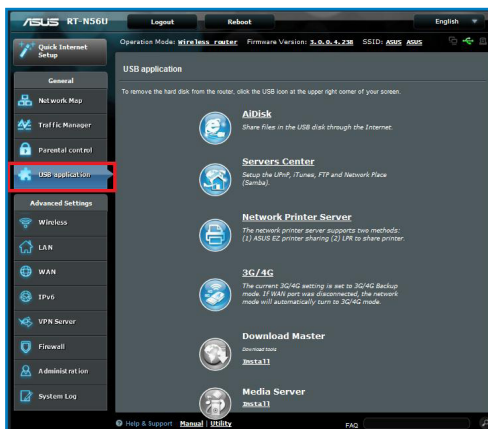 ASUS RT-N56U Logout Reboot English
Quick Internet Setup
Operation Mode: Wireless router Firmware Version: 3.0.0.4.238 SSID: ASUS ASUS
General
Network Map
Traffic Manager
Parental control
USB application
Advanced Settings
Wireless
LAN
WAN
IPv6
VPN Server
Firewall
Administration
System Log
USB application
To remove the hard disk from the router, click the USB icon at the upper right corner of your screen.
AiDisk
Share files in the USB disk through the Internet.
Servers Center
Setup the UPnP, iTunes, FTP and Network Place
(Samba).
Network Printer Server
The network printer server supports two methods:
(1) ASUS EZ printer sharing (2) LPR to share printer.
3G/4G
The current 3G/4G setting is set to 3G/4G Backup
mode. If WAN port was disconnected, the network
mode will automatically turn to 3G/4G mode.
Download Master
Download tools
Install
Media Server
Install
Help & Support Manual | Utility FAQ